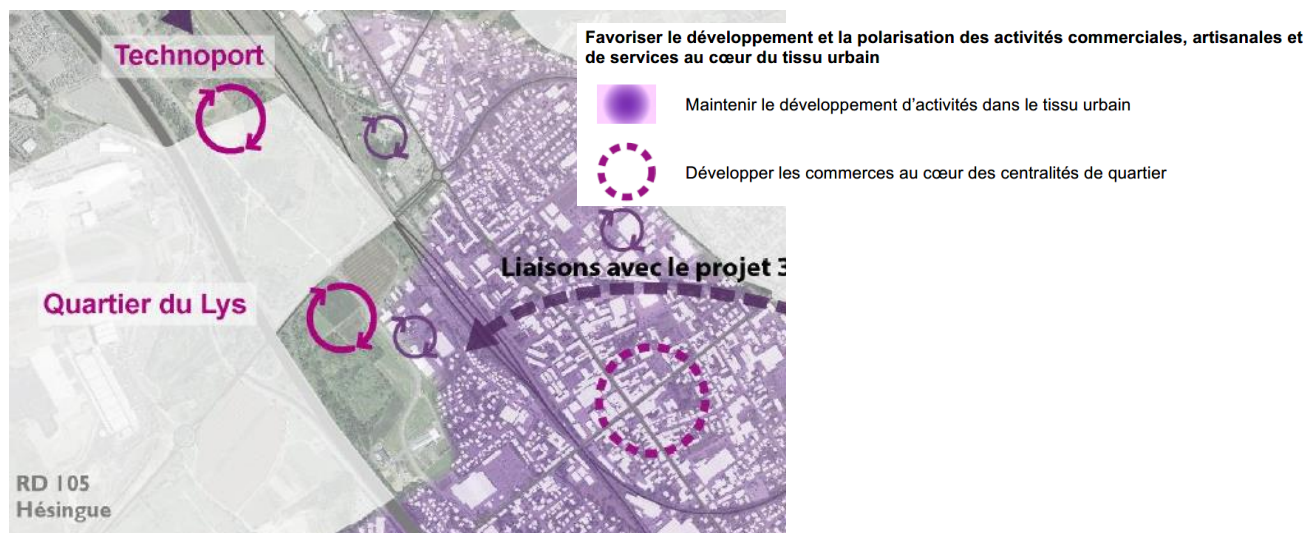 Technoport
Favoriser le développement et la polarisation des activités commerciales, artisanales et
de services au cœur du tissu urbain
Maintenir le développement d'activités dans le tissu urbain
Développer les commerces au cœur des centralités de quartier
Liaisons avec le projet 3
Quartier du Lys
RD 105
Hésingue